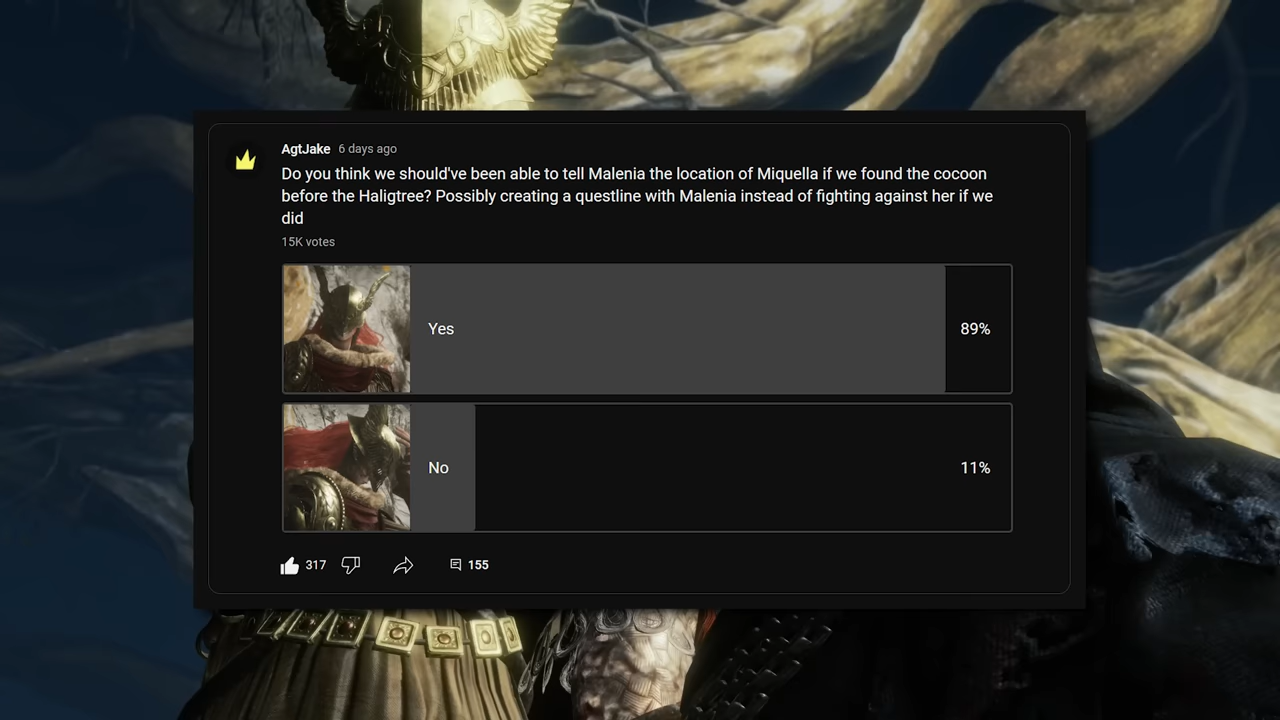 AgtJake 6 days ago
Do you think we should've been able to tell Malenia the location of Miquella if we found the cocoon
before the Haligtree? Possibly creating a questline with Malenia instead of fighting against her if we
did
15K votes
Yes 89%
No 11%
317 155